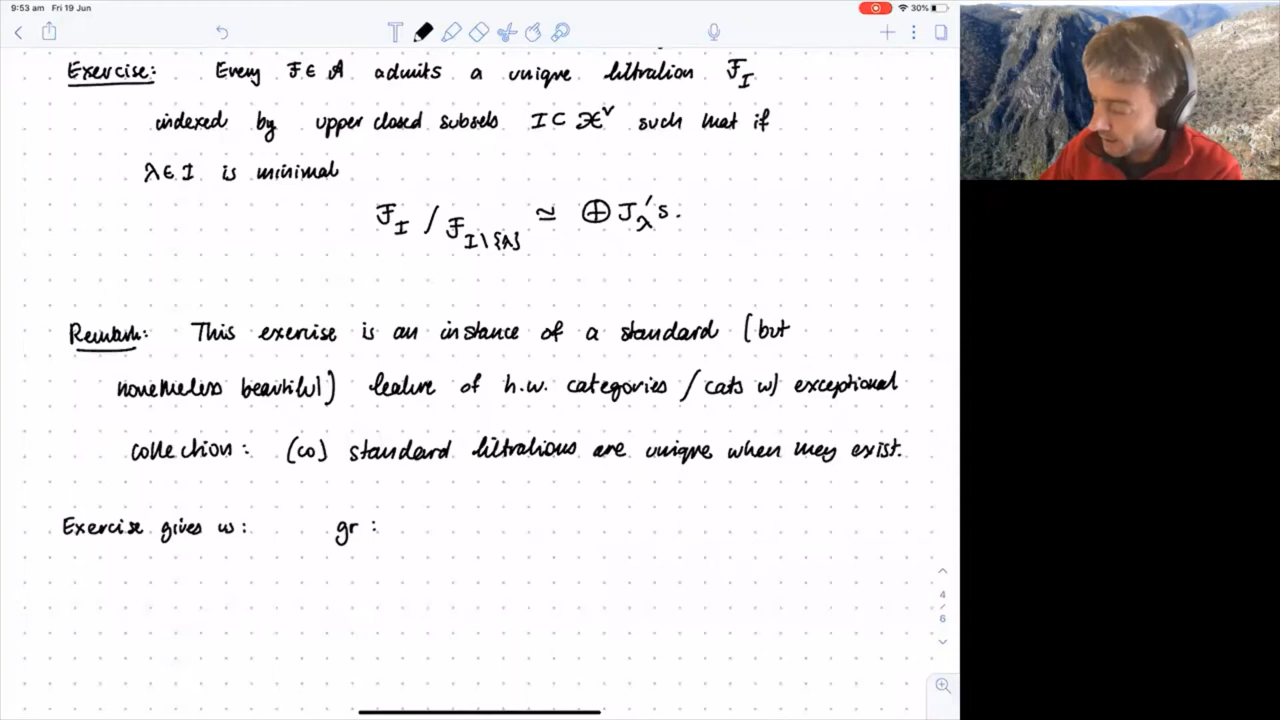 9:53 am Fri 19 Jun
30%
Exercise: Every F ∈ A admits a unique filtration F_I
indexed by upper closed subsets I ⊂ X^∨ such that if
λ ∈ I is minimal
F_I / F_{I \ {λ}} ≃ ⊕ J_λ's.
Remark: This exercise is an instance of a standard (but
nonetheless beautiful) feature of h.w. categories / cats w/ exceptional
collection: (co) standard filtrations are unique when they exist.
Exercise gives us: gr :
4
/
6